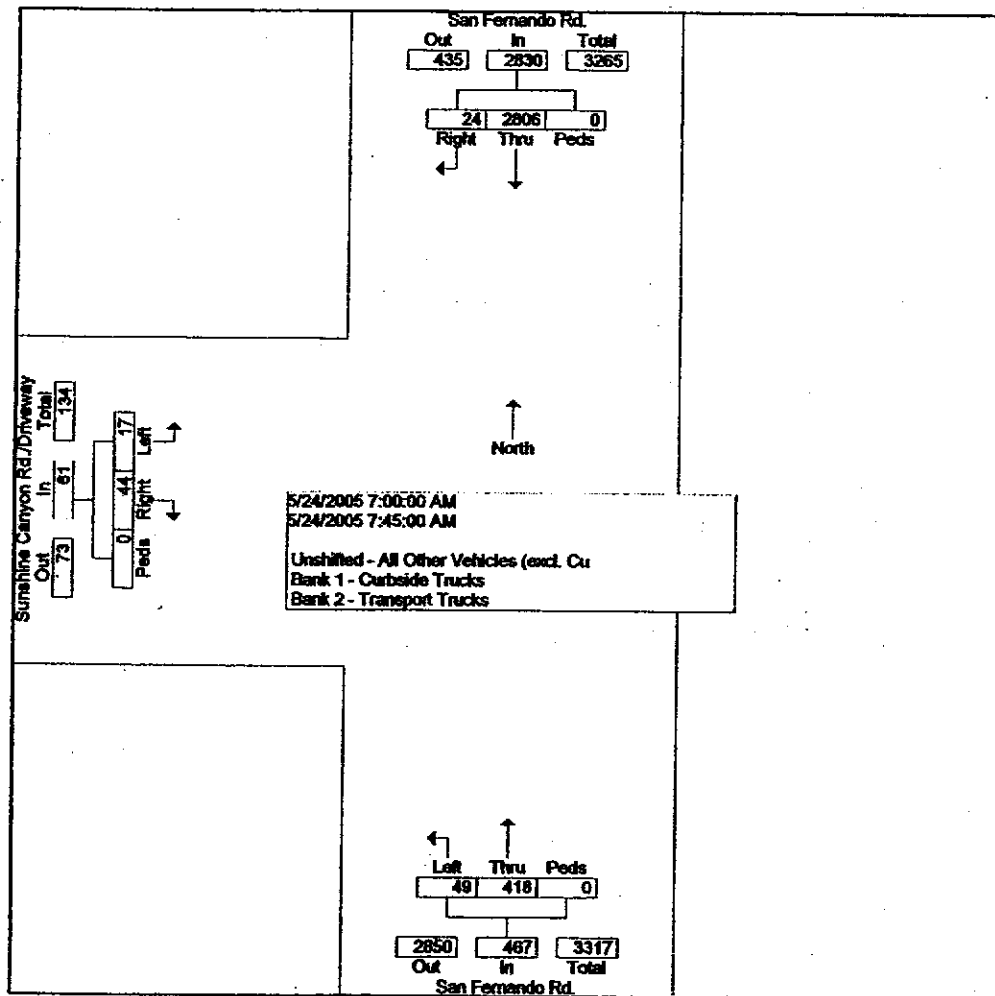 San Fernando Rd.
Out In Total
435 2830 3265
24 2806 0
Right Thru Peds
Sunshine Canyon Rd./Driveway
Out In Total
73 61 134
0 44 17
Peds Right Left
North
5/24/2005 7:00:00 AM
5/24/2005 7:45:00 AM
Unshifted - All Other Vehicles (excl. Cu
Bank 1 - Curbside Trucks
Bank 2 - Transport Trucks
Left Thru Peds
49 418 0
2850 467 3317
Out In Total
San Fernando Rd.